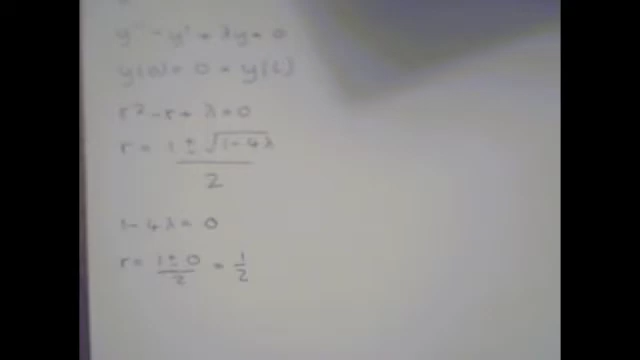 y'' - y' + λy = 0
y(0) = 0 = y(L)
r² - r + λ = 0
r = 1 ± √(1-4λ) / 2
1 - 4λ = 0
r = 1 ± 0 / 2 = 1/2